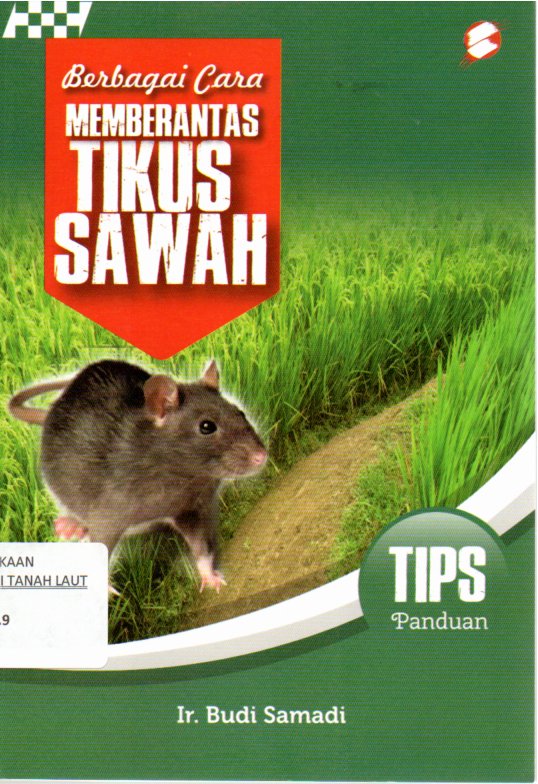 Berbagai Cara
MEMBERANTAS
TIKUS
SAWAH
KAAN
I TANAH LAUT
.9
TIPS
Panduan
Ir. Budi Samadi